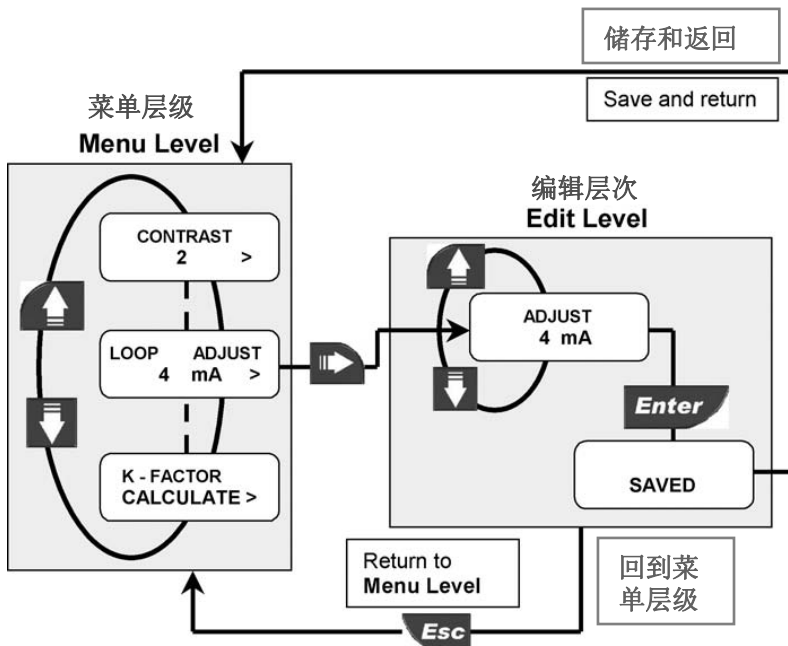 储存和返回
Save and return
菜单层级
Menu Level
CONTRAST
2 >
LOOP ADJUST
4 mA >
K - FACTOR
CALCULATE >
编辑层次
Edit Level
ADJUST
4 mA
Enter
SAVED
Return to
Menu Level
回到菜
单层级
Esc